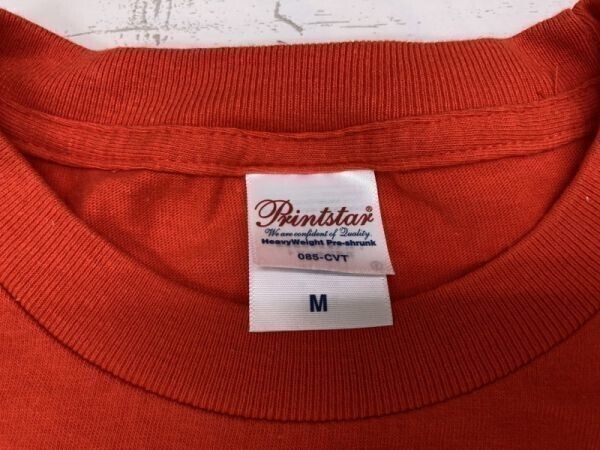 Printstar®
We are confident of Quality.
HeavyWeight Pre-shrunk
085-CVT
M